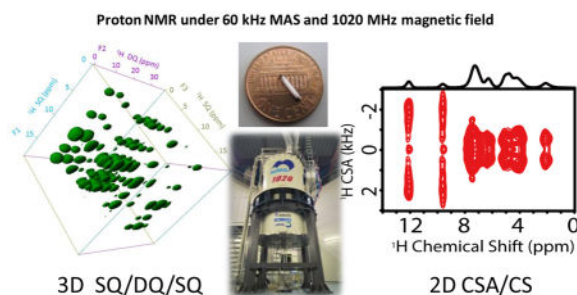 Proton NMR under 60 kHz MAS and 1020 MHz magnetic field
F2 ¹H DQ (ppm)
0 10 20 30
F1 ¹H SQ (ppm)
0 5 10 15
F3 ¹H SQ (ppm)
0 5 10 15
1020
¹H CSA (kHz)
-2
0
2
12 8 4 0
¹H Chemical Shift (ppm)
3D SQ/DQ/SQ
2D CSA/CS